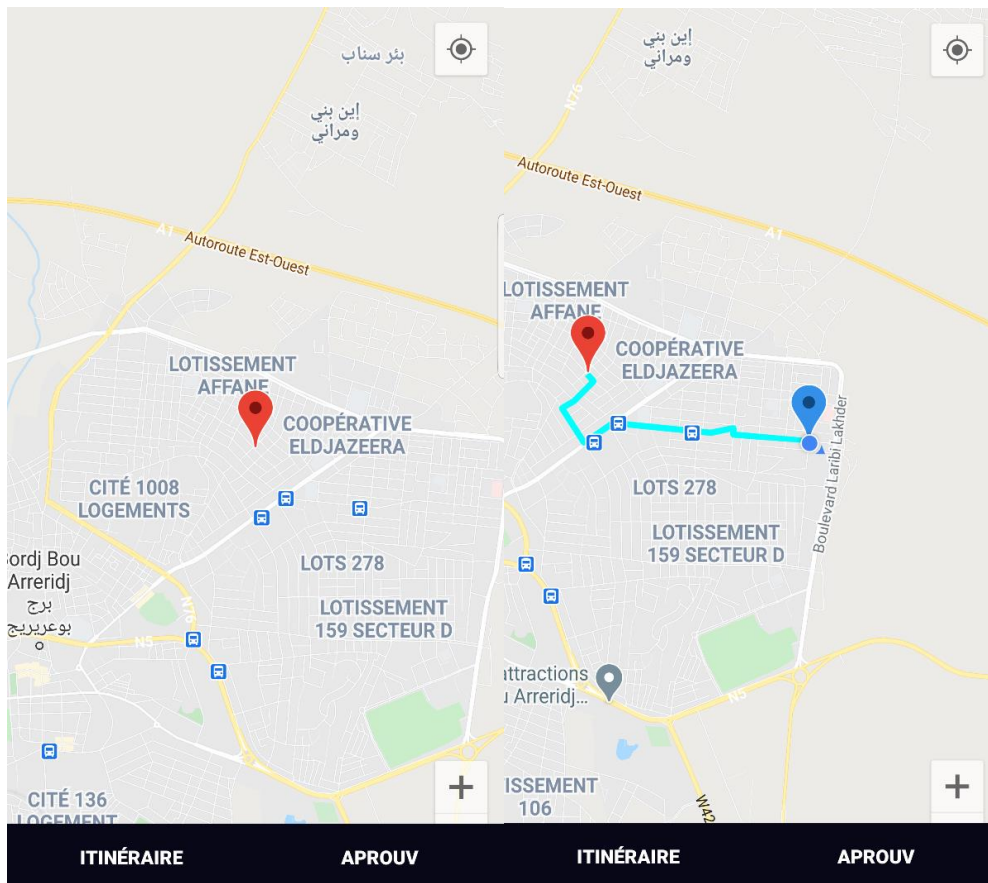 بئر سناب
إين بني
ومراني
A1
Autoroute Est-Ouest
LOTISSEMENT
AFFANE
COOPÉRATIVE
ELDJAZEERA
CITÉ 1008
LOGEMENTS
LOTS 278
ordj Bou
Arreridj
برج
بوعريريج
N76
LOTISSEMENT
159 SECTEUR D
N5
N5
CITÉ 136
LOGEMENT
ITINÉRAIRE
APROUV
إين بني
ومراني
N76
Autoroute Est-Ouest
A1
LOTISSEMENT
AFFANE
COOPÉRATIVE
ELDJAZEERA
Boulevard Laribi Lakhder
LOTS 278
LOTISSEMENT
159 SECTEUR D
attractions
u Arreridj...
N5
ISSEMENT
106
W42
ITINÉRAIRE
APROUV